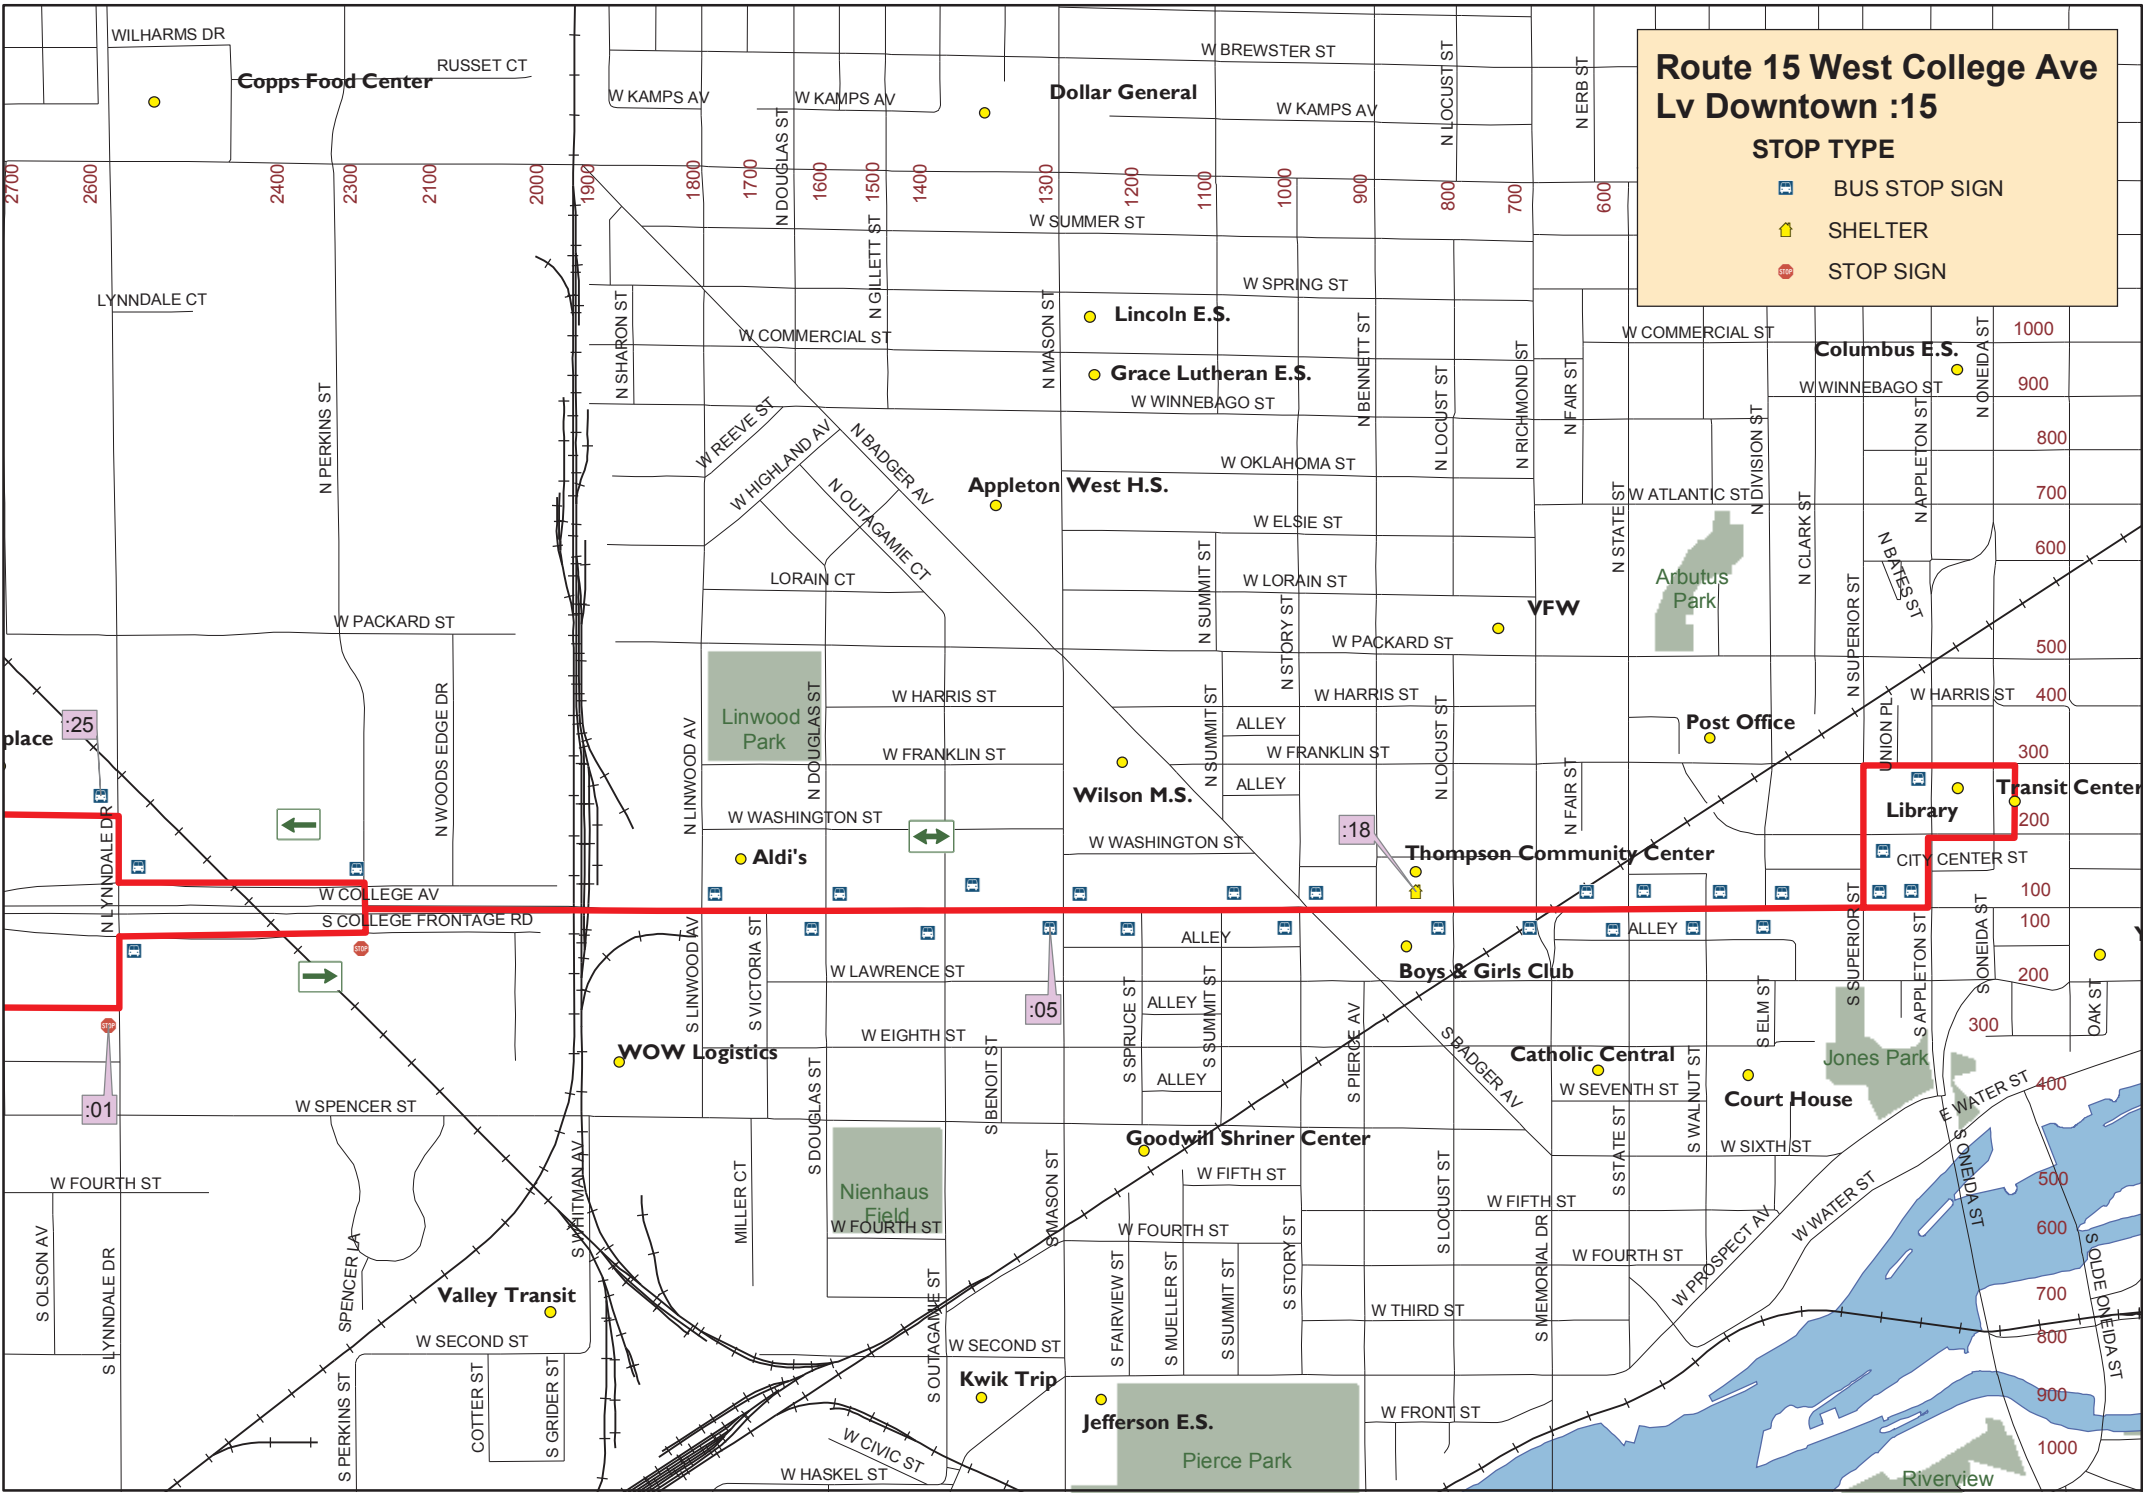 Route 15 West College Ave
Lv Downtown :15
STOP TYPE
BUS STOP SIGN
SHELTER
STOP SIGN
WILHARMS DR
RUSSET CT
Copps Food Center
W BREWSTER ST
W KAMPS AV
W KAMPS AV
Dollar General
W KAMPS AV
N LOCUST ST
N ERB ST
N DOUGLAS ST
2700
2600
2400
2300
2100
2000
1900
1800
1700
1600
1500
1400
1300
1200
1100
1000
900
800
700
600
W SUMMER ST
N GILLETT ST
W SPRING ST
LYNNDALE CT
N SHARON ST
N MASON ST
Lincoln E.S.
W COMMERCIAL ST
W COMMERCIAL ST
N BENNETT ST
N RICHMOND ST
N FAIR ST
N ONEIDA ST
1000
Columbus E.S.
Grace Lutheran E.S.
W WINNEBAGO ST
W WINNEBAGO ST
900
N PERKINS ST
N LOCUST ST
W REEVE ST
W HIGHLAND AV
N BADGER AV
N OUTAGAMIE CT
W OKLAHOMA ST
N DIVISION ST
N APPLETON ST
800
Appleton West H.S.
W ATLANTIC ST
700
N STATE ST
N CLARK ST
W ELSIE ST
N SUMMIT ST
N BATES ST
600
LORAIN CT
W LORAIN ST
Arbutus
Park
N SUPERIOR ST
VFW
W PACKARD ST
N STORY ST
W PACKARD ST
500
N WOODS EDGE DR
Linwood
Park
N DOUGLAS ST
W HARRIS ST
N SUMMIT ST
W HARRIS ST
N LOCUST ST
W HARRIS ST
400
:25
place
N LINWOOD AV
ALLEY
Post Office
UNION PL
W FRANKLIN ST
W FRANKLIN ST
300
ALLEY
N FAIR ST
Wilson M.S.
Transit Center
Library
N LYNNDALE DR
W WASHINGTON ST
W WASHINGTON ST
200
:18
Aldi's
Thompson Community Center
CITY CENTER ST
W COLLEGE AV
100
S COLLEGE FRONTAGE RD
100
S LINWOOD AV
S VICTORIA ST
ALLEY
ALLEY
S SUPERIOR ST
S APPLETON ST
S ONEIDA ST
STOP
W LAWRENCE ST
Boys & Girls Club
200
:05
S SPRUCE ST
ALLEY
S SUMMIT ST
S PIERCE AV
S ELM ST
OAK ST
STOP
W EIGHTH ST
S BADGER AV
300
WOW Logistics
S BENOIT ST
Catholic Central
Jones Park
ALLEY
W SEVENTH ST
S WALNUT ST
Court House
400
E WATER ST
:01
W SPENCER ST
S DOUGLAS ST
S STATE ST
Goodwill Shriner Center
W SIXTH ST
S WHITMAN AV
MILLER CT
S MASON ST
W FOURTH ST
Nienhaus
Field
W FIFTH ST
W FIFTH ST
S LOCUST ST
500
S ONEIDA ST
W FOURTH ST
W FOURTH ST
W FOURTH ST
W WATER ST
W PROSPECT AV
600
S OLSON AV
SPENCER LA
S LYNNDALE DR
S OUTAGAMIE ST
S FAIRVIEW ST
S MUELLER ST
S SUMMIT ST
S STORY ST
S MEMORIAL DR
S OLDE ONEIDA ST
Valley Transit
700
W THIRD ST
W SECOND ST
W SECOND ST
800
S PERKINS ST
COTTER ST
S GRIDER ST
Kwik Trip
900
Jefferson E.S.
W FRONT ST
W CIVIC ST
W HASKEL ST
Pierce Park
1000
Riverview